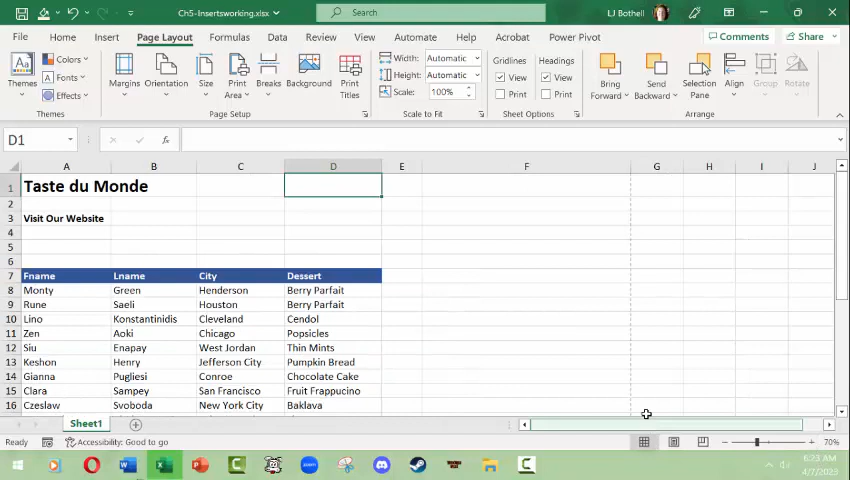 Ch5-Insertsworking.xlsx
Search
LJ Bothell
File Home Insert Page Layout Formulas Data Review View Automate Help Acrobat Power Pivot Comments Share
Themes Colors Fonts Effects
Margins Orientation Size Print Area Breaks Background Print Titles
Width: Automatic
Height: Automatic
Scale: 100%
Gridlines Headings
View View
Print Print
Bring Forward Send Backward Selection Pane Align Group Rotate
Themes Page Setup Scale to Fit Sheet Options Arrange
D1 fx
A B C D E F G H I J
1 Taste du Monde
2
3 Visit Our Website
4
5
6
7 Fname Lname City Dessert
8 Monty Green Henderson Berry Parfait
9 Rune Saeli Houston Berry Parfait
10 Lino Konstantinidis Cleveland Cendol
11 Zen Aoki Chicago Popsicles
12 Siu Enapay West Jordan Thin Mints
13 Keshon Henry Jefferson City Pumpkin Bread
14 Gianna Pugliesi Conroe Chocolate Cake
15 Clara Sampey San Francisco Fruit Frappucino
16 Czeslaw Svoboda New York City Baklava
Sheet1
Ready Accessibility: Good to go 70%
6:23 AM
4/7/2023